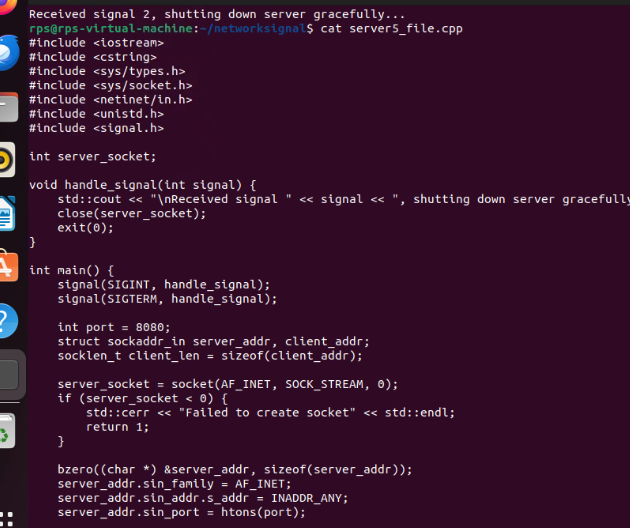 Received signal 2, shutting down server gracefully...
rps@rps-virtual-machine:~/networksignal$ cat server5_file.cpp
#include <iostream>
#include <cstring>
#include <sys/types.h>
#include <sys/socket.h>
#include <netinet/in.h>
#include <unistd.h>
#include <signal.h>

int server_socket;

void handle_signal(int signal) {
    std::cout << "\nReceived signal " << signal << ", shutting down server gracefully
    close(server_socket);
    exit(0);
}

int main() {
    signal(SIGINT, handle_signal);
    signal(SIGTERM, handle_signal);

    int port = 8080;
    struct sockaddr_in server_addr, client_addr;
    socklen_t client_len = sizeof(client_addr);

    server_socket = socket(AF_INET, SOCK_STREAM, 0);
    if (server_socket < 0) {
        std::cerr << "Failed to create socket" << std::endl;
        return 1;
    }

    bzero((char *) &server_addr, sizeof(server_addr));
    server_addr.sin_family = AF_INET;
    server_addr.sin_addr.s_addr = INADDR_ANY;
    server_addr.sin_port = htons(port);